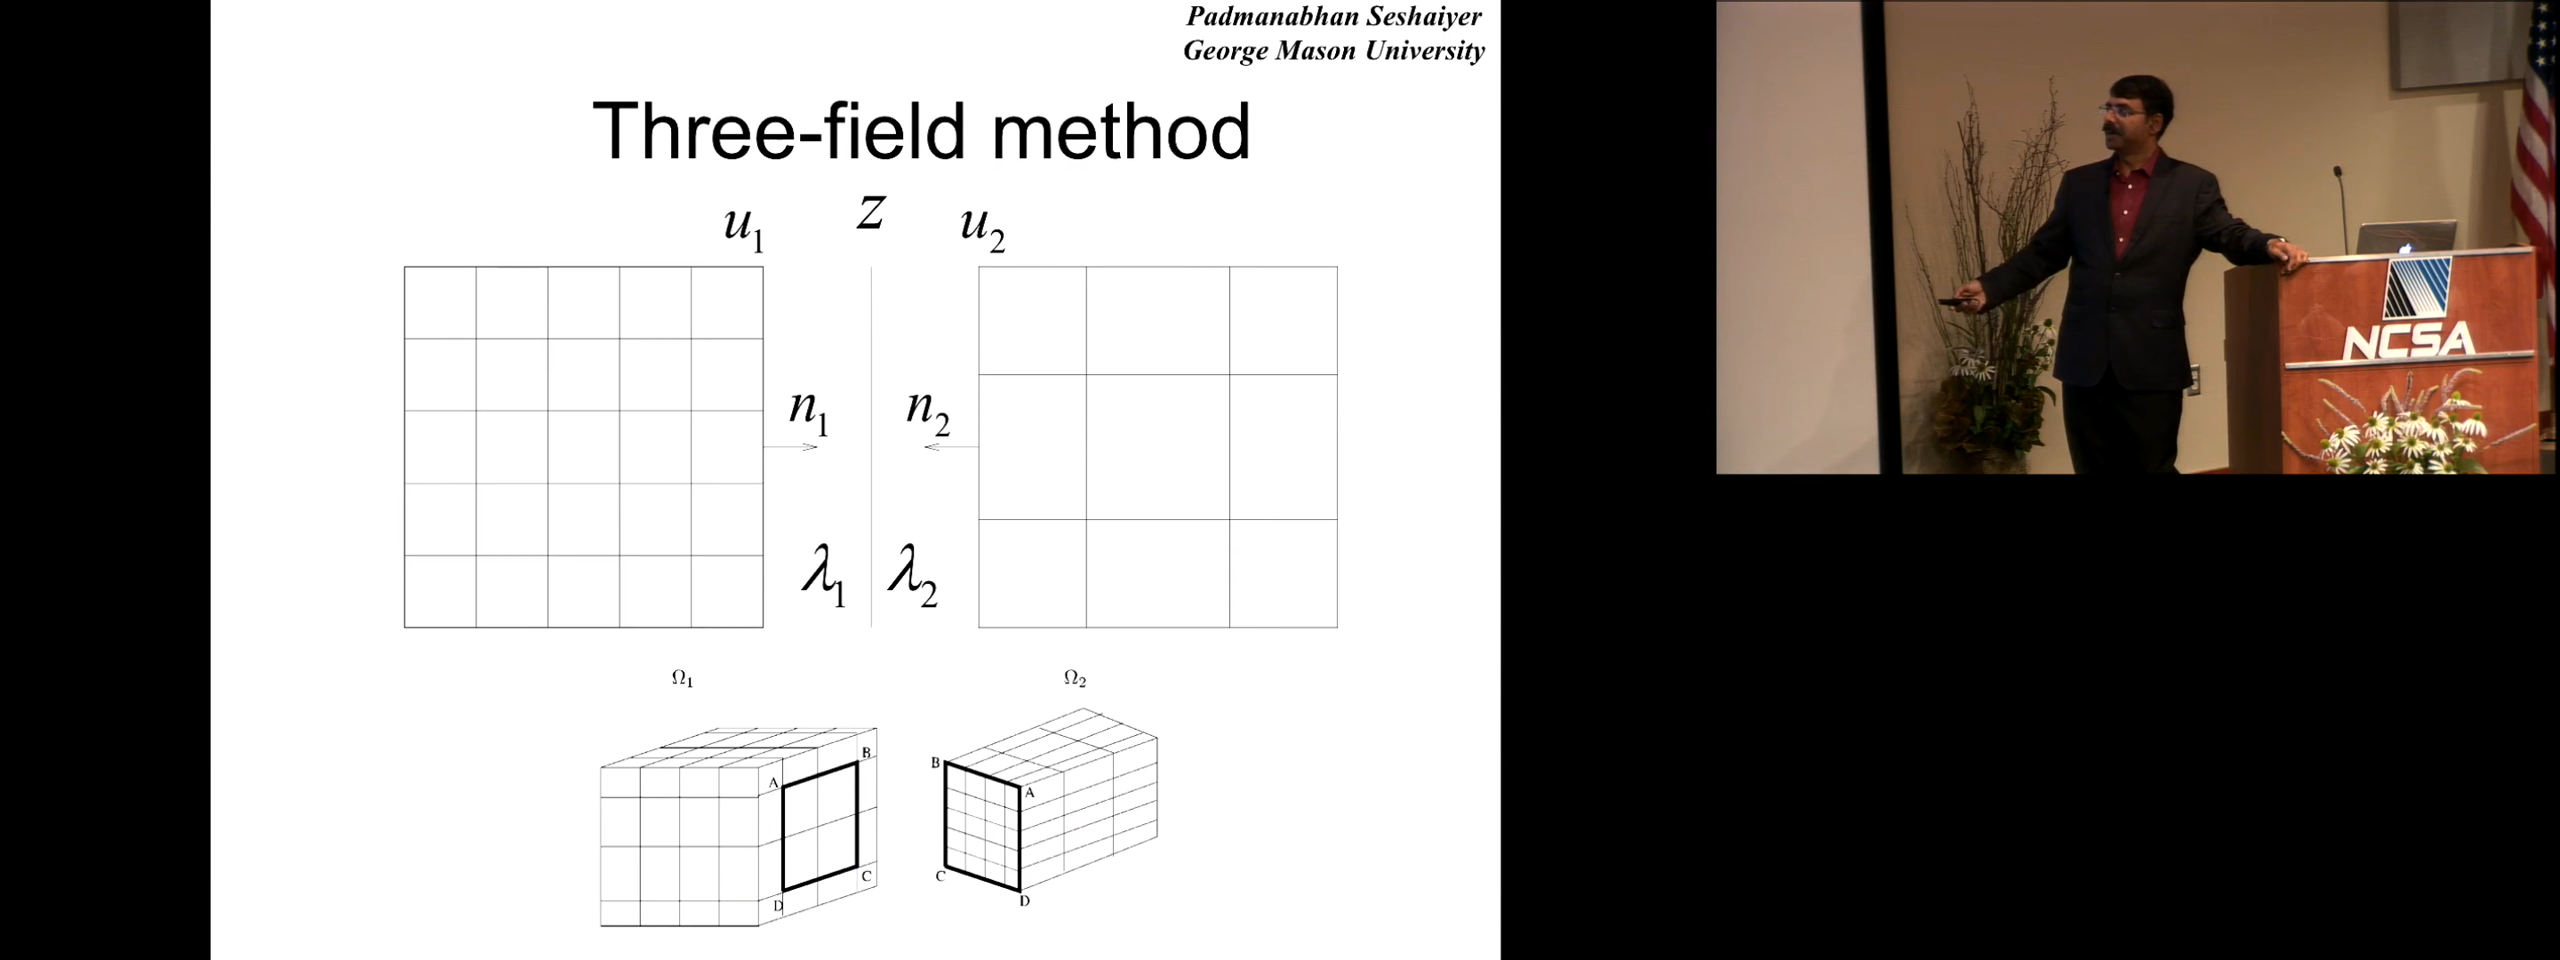 Padmanabhan Seshaiyer
George Mason University
Three-field method
u₁ z u₂
n₁ n₂
λ₁ λ₂
Ω₁ Ω₂
A B
D C
B A
C D
NCSA